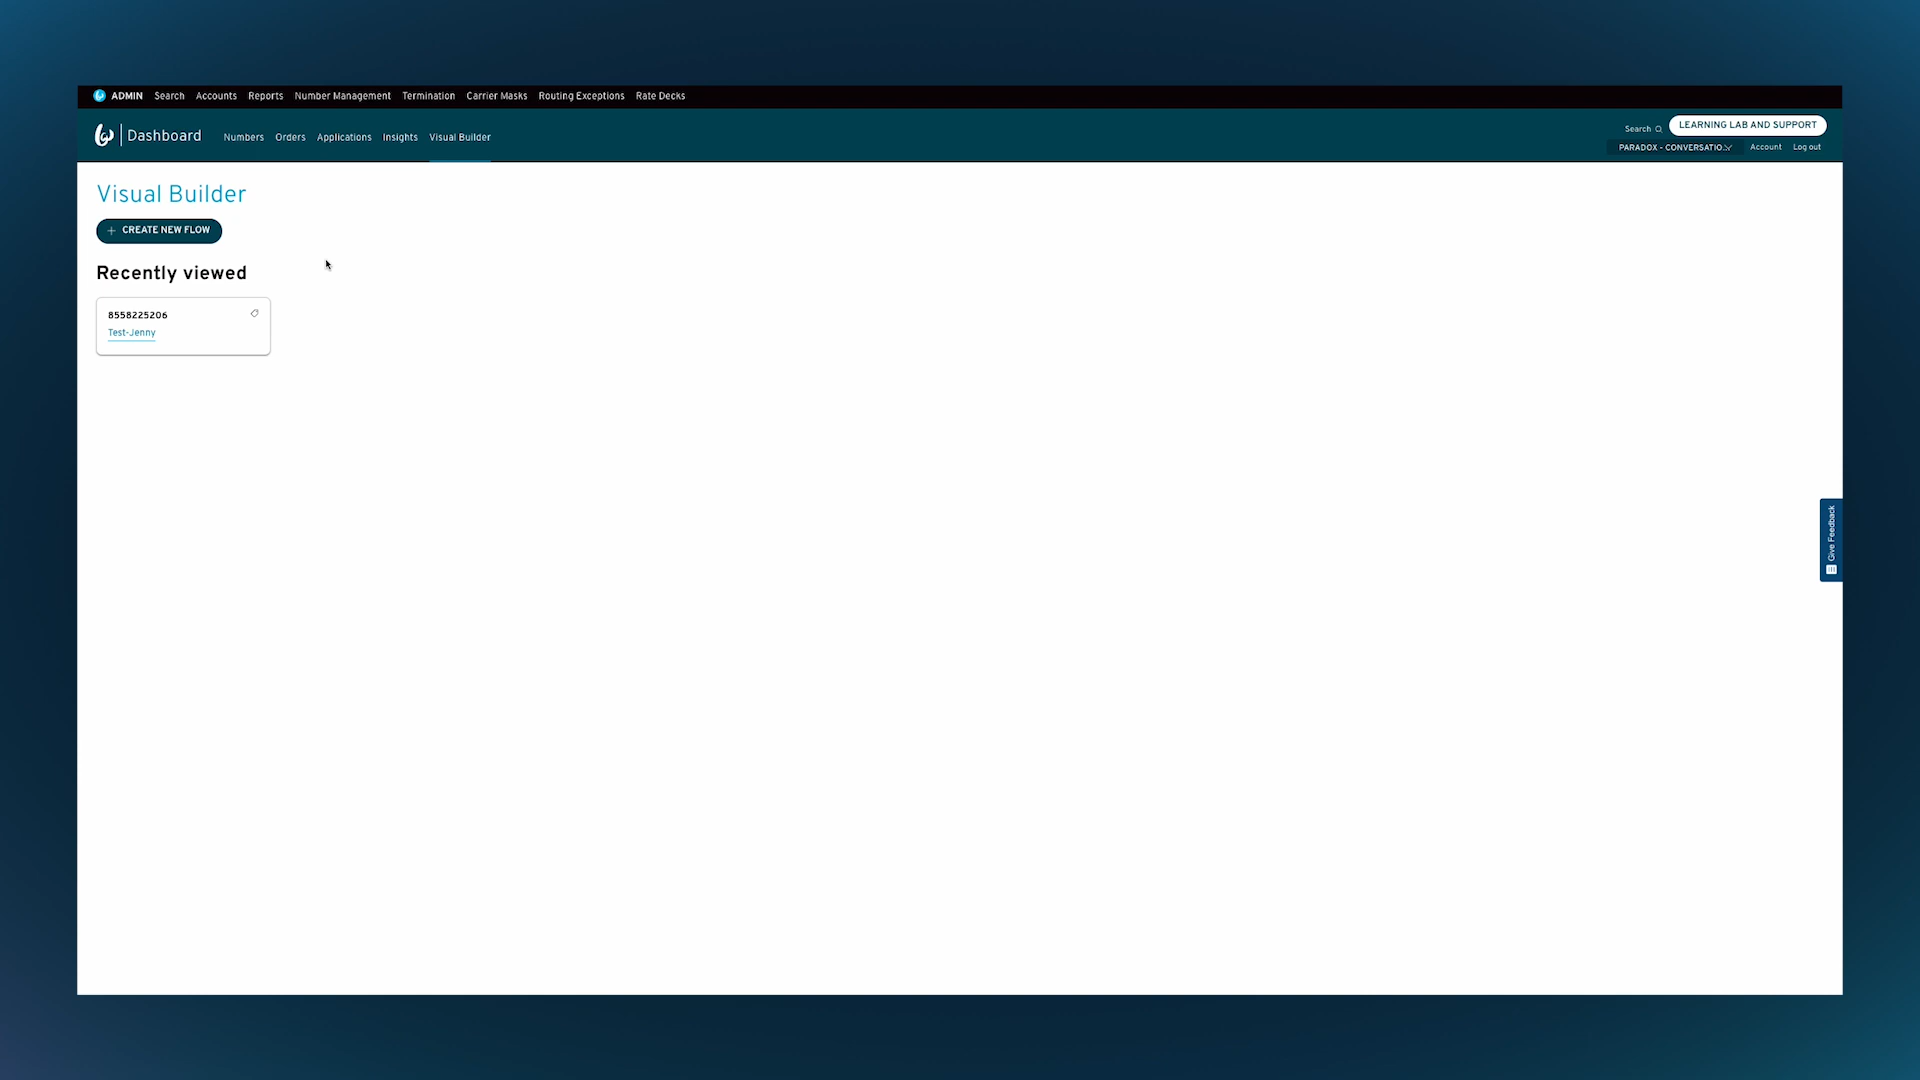 ADMIN Search Accounts Reports Number Management Termination Carrier Masks Routing Exceptions Rate Decks
Dashboard Numbers Orders Applications Insights Visual Builder
Search LEARNING LAB AND SUPPORT
PARADOX - CONVERSATIO... Account Log out
Visual Builder
+ CREATE NEW FLOW
Recently viewed
8558225206
Test-Jenny
Give Feedback